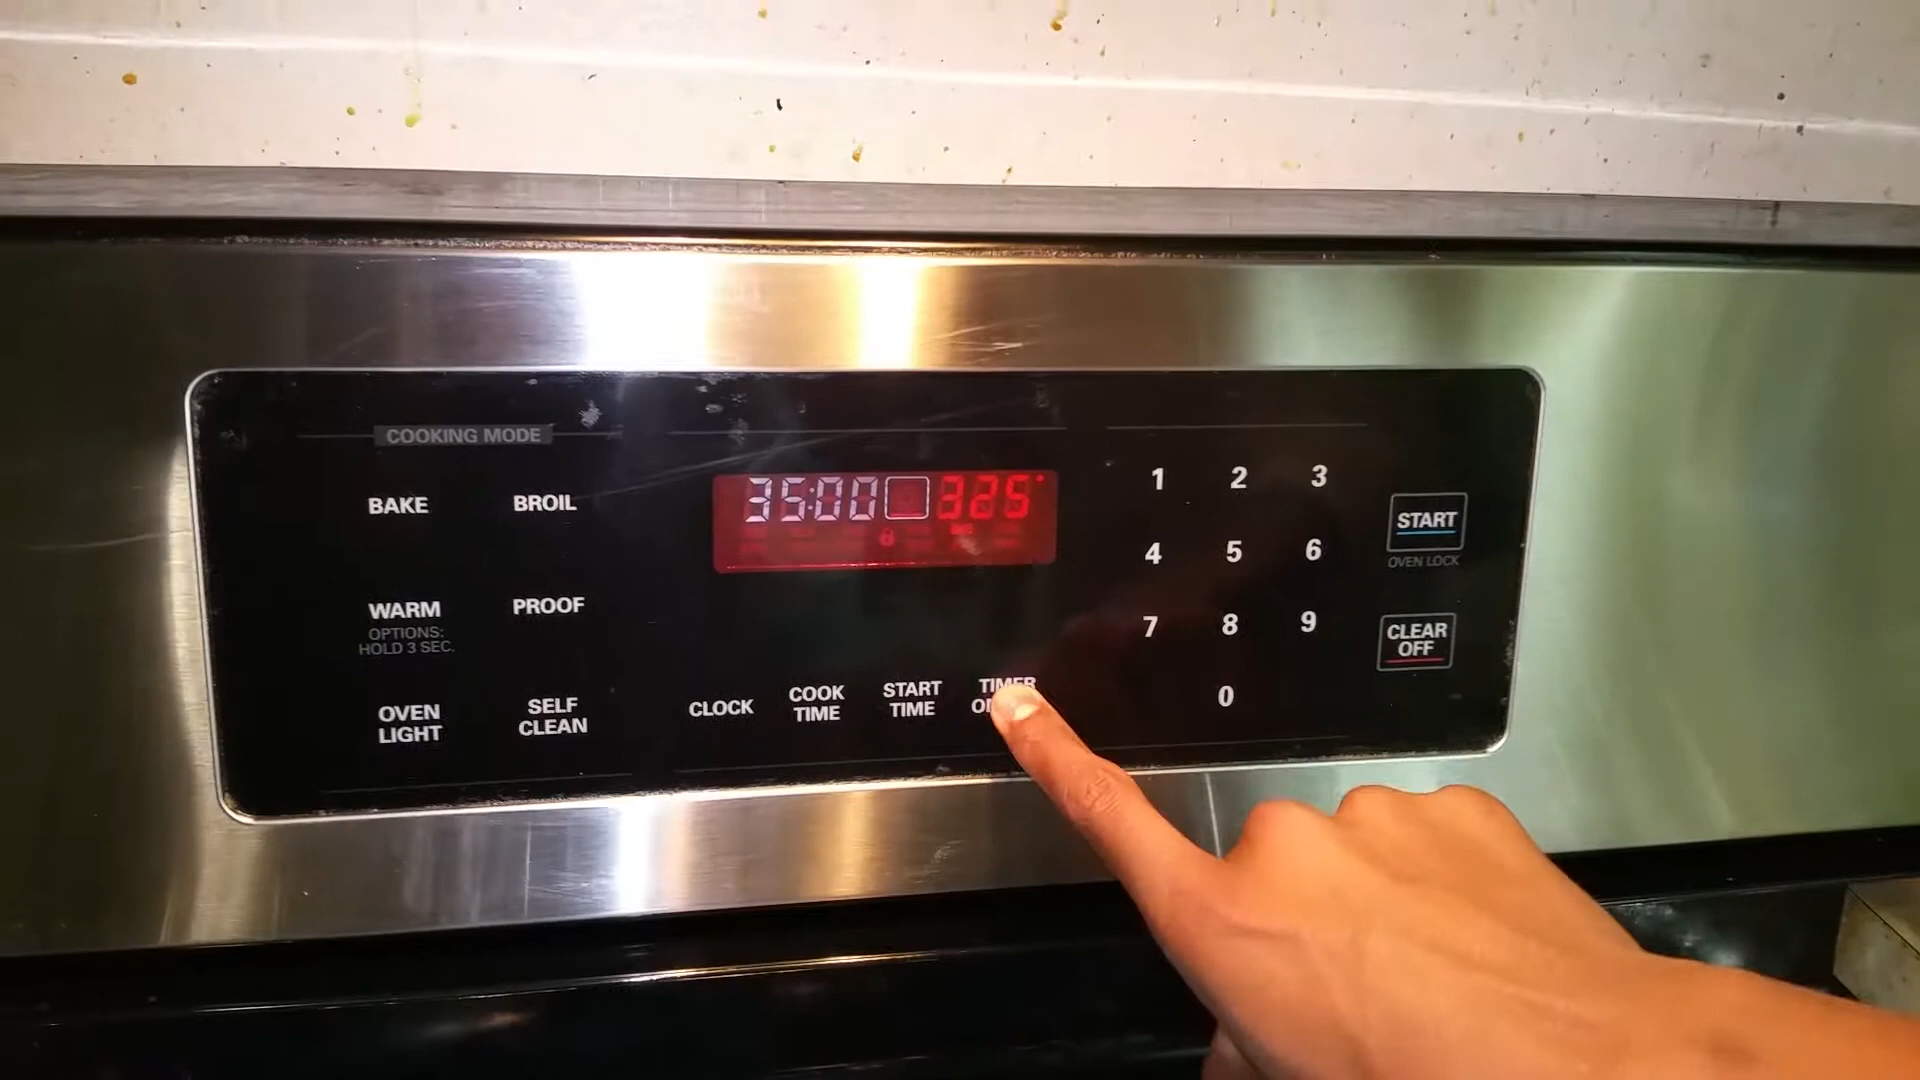 COOKING MODE
BAKE
BROIL
WARM
OPTIONS:
HOLD 3 SEC.
PROOF
OVEN
LIGHT
SELF
CLEAN
35:00 325°
CLOCK
COOK
TIME
START
TIME
TIMER
1 2 3
4 5 6
7 8 9
0
START
OVEN LOCK
CLEAR
OFF